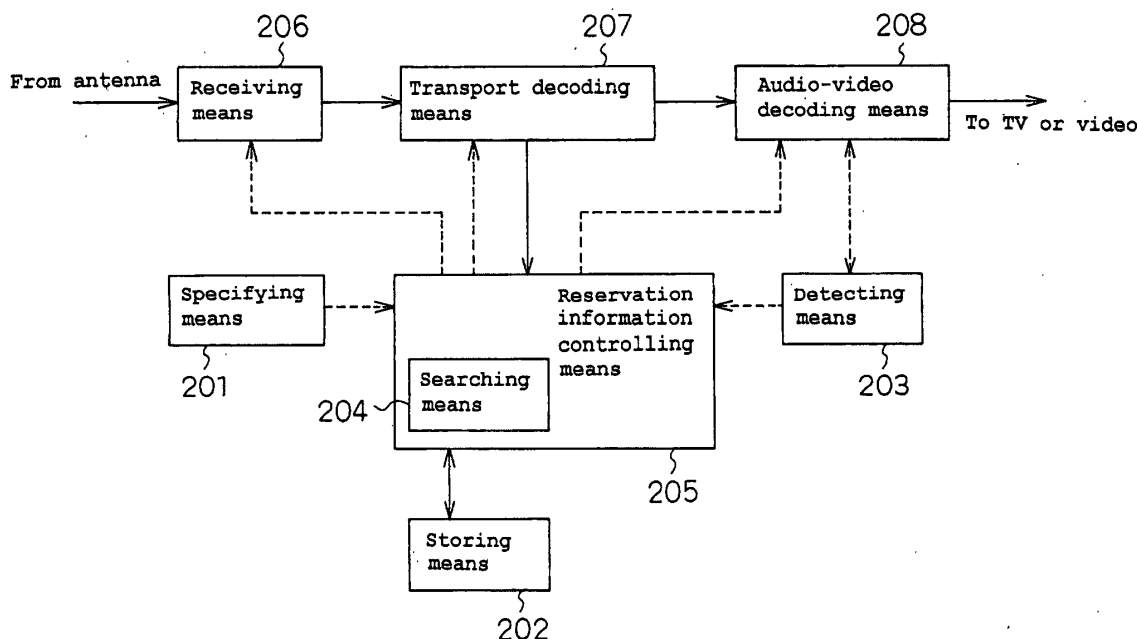 206
207
208
From antenna
Receiving
means
Transport decoding
means
Audio-video
decoding means
To TV or video
Specifying
means
201
Reservation
information
controlling
means
Searching
means
204
205
Detecting
means
203
Storing
means
202